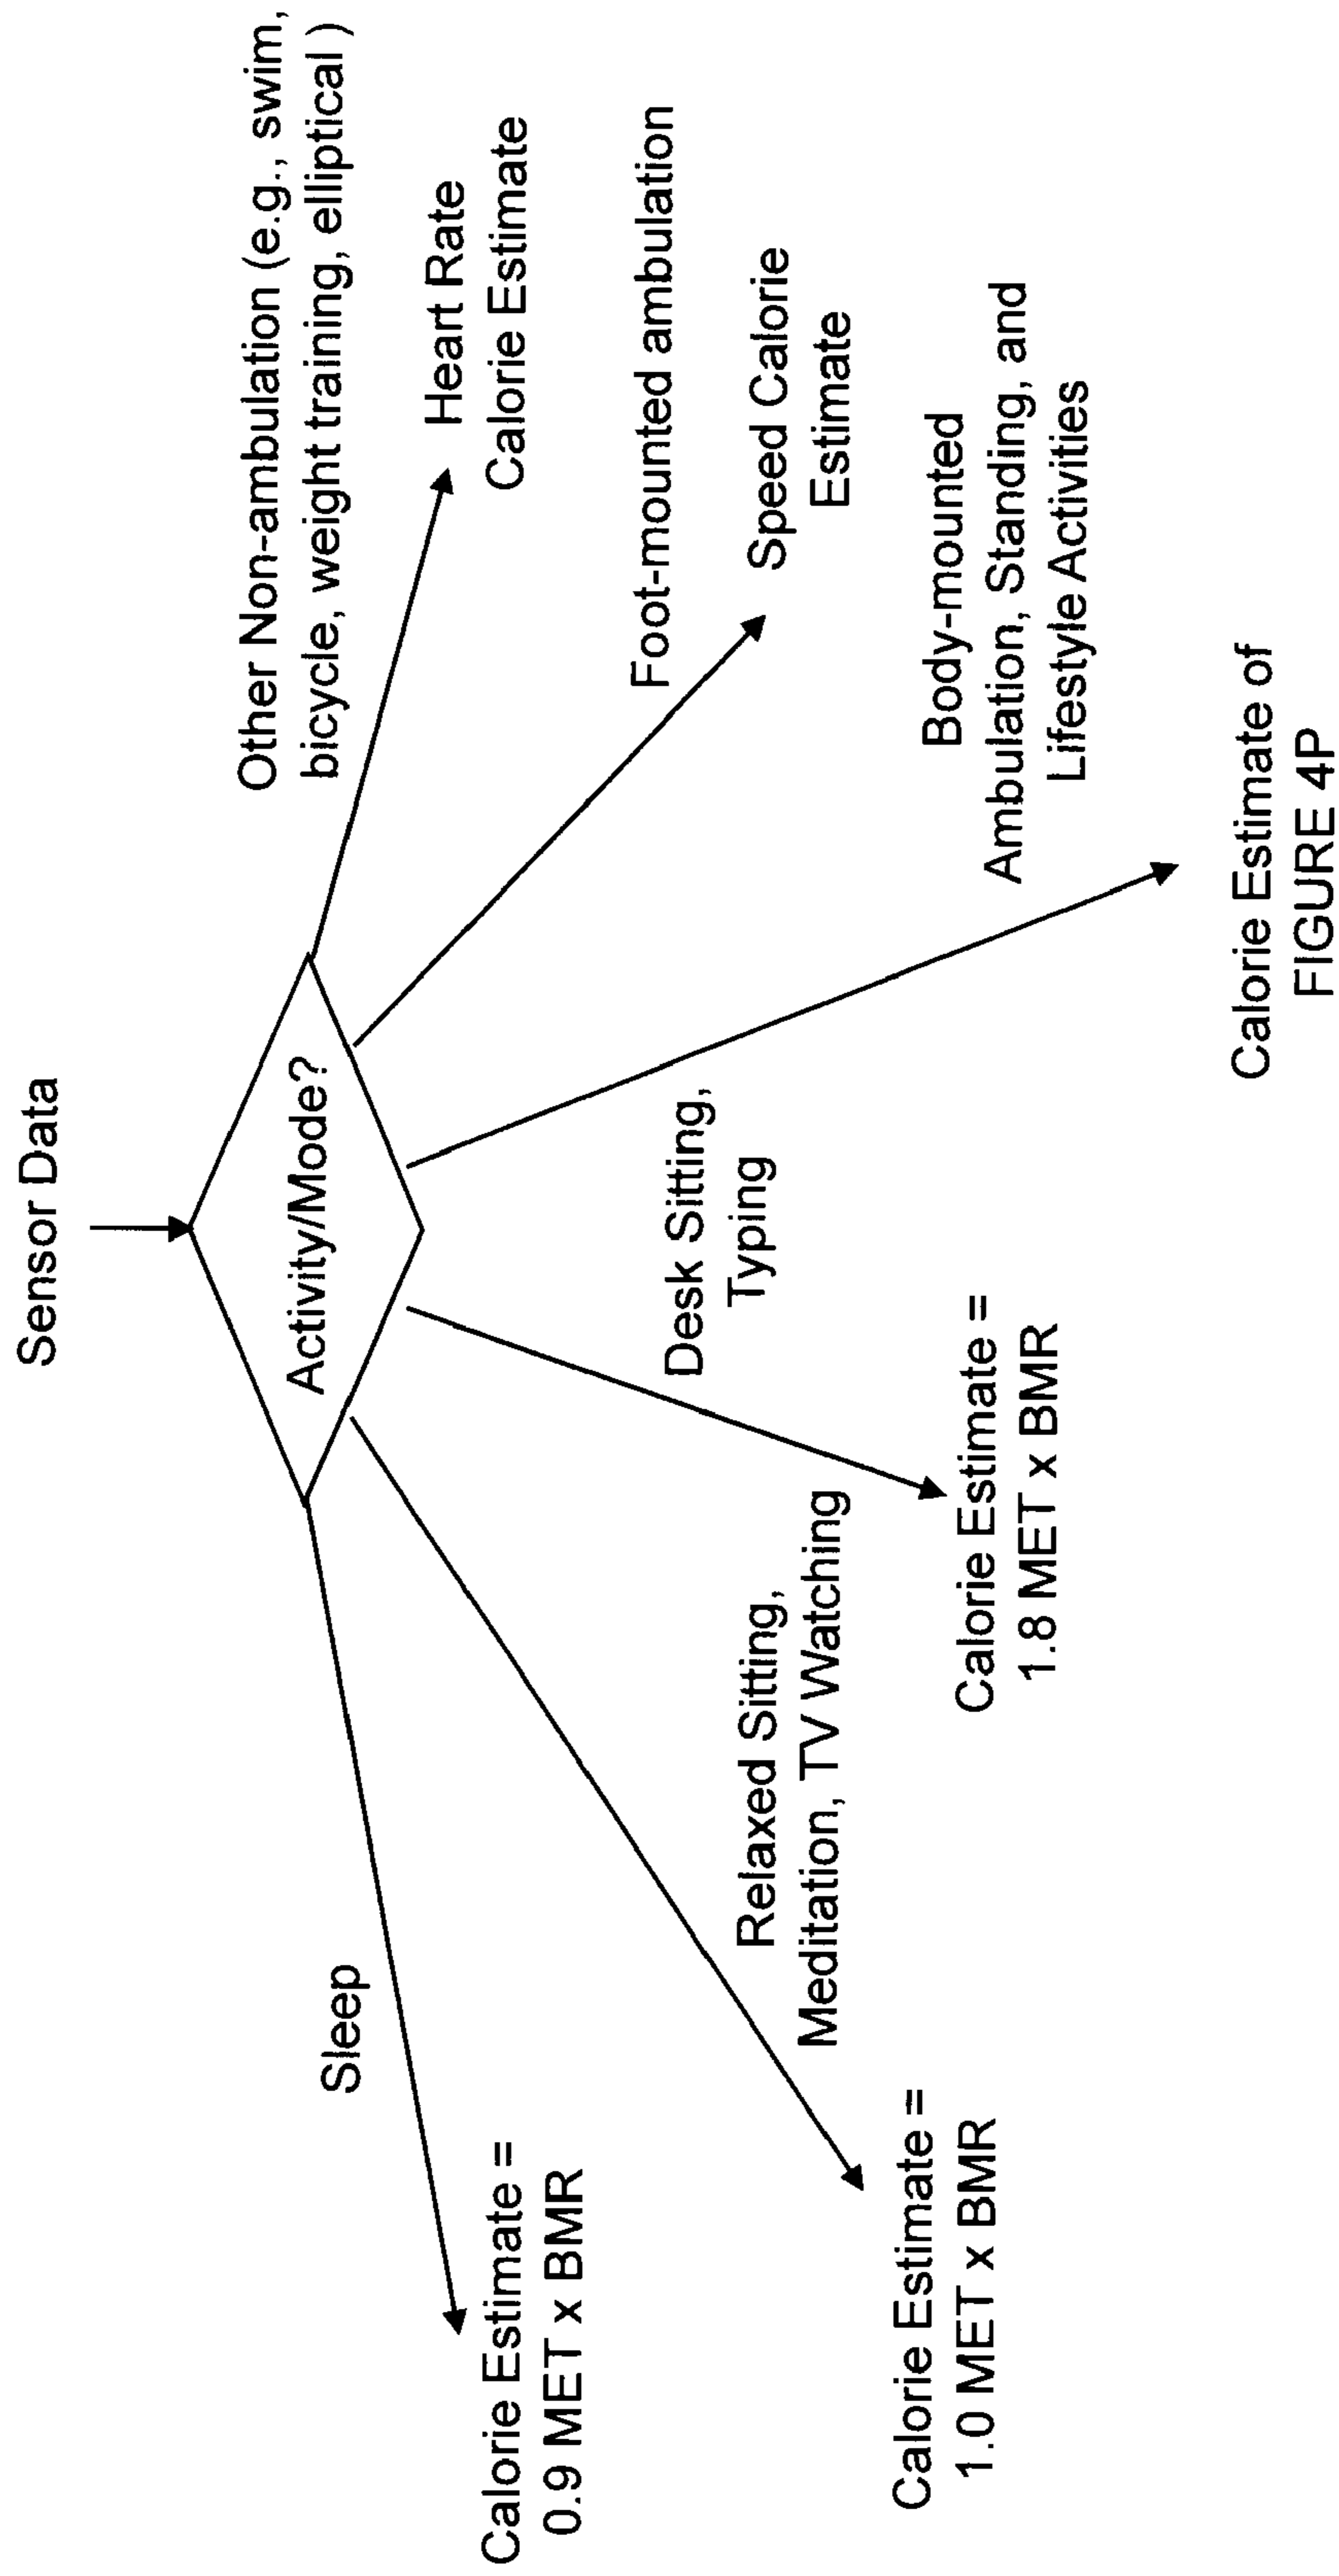 Sensor Data
Activity/Mode?
Sleep
Calorie Estimate =
0.9 MET x BMR
Relaxed Sitting,
Meditation, TV Watching
Calorie Estimate =
1.0 MET x BMR
Desk Sitting,
Typing
Calorie Estimate =
1.8 MET x BMR
Body-mounted
Ambulation, Standing, and
Lifestyle Activities
Calorie Estimate of
FIGURE 4P
Foot-mounted ambulation
Speed Calorie
Estimate
Other Non-ambulation (e.g., swim,
bicycle, weight training, elliptical )
Heart Rate
Calorie Estimate